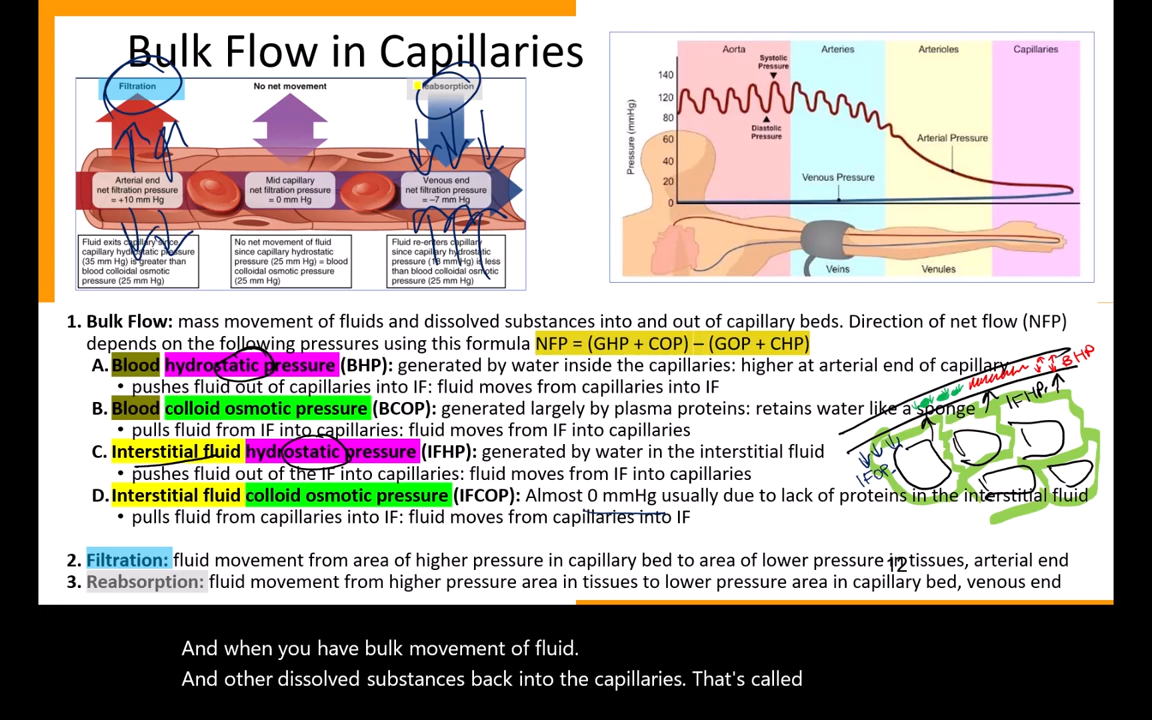 Bulk Flow in Capillaries
Filtration
No net movement
Reabsorption
Arterial end
net filtration pressure
= +10 mm Hg
Mid capillary
net filtration pressure
= 0 mm Hg
Venous end
net filtration pressure
= –7 mm Hg
Fluid exits capillary since
capillary hydrostatic pressure
(35 mm Hg) is greater than
blood colloidal osmotic
pressure (25 mm Hg)
No net movement of fluid
since capillary hydrostatic
pressure (25 mm Hg) = blood
colloidal osmotic pressure
(25 mm Hg)
Fluid re-enters capillary
since capillary hydrostatic
pressure (18 mm Hg) is less
than blood colloidal osmotic
pressure (25 mm Hg)
Aorta
Arteries
Arterioles
Capillaries
Systolic
Pressure
Diastolic
Pressure
Pressure (mmHg)
140
120
80
60
40
20
0
Arterial Pressure
Venous Pressure
Veins
Venules
1. Bulk Flow: mass movement of fluids and dissolved substances into and out of capillary beds. Direction of net flow (NFP)
depends on the following pressures using this formula NFP = (GHP + COP) – (GOP + CHP)
A. Blood hydrostatic pressure (BHP): generated by water inside the capillaries: higher at arterial end of capillary
• pushes fluid out of capillaries into IF: fluid moves from capillaries into IF
B. Blood colloid osmotic pressure (BCOP): generated largely by plasma proteins: retains water like a sponge
• pulls fluid from IF into capillaries: fluid moves from IF into capillaries
C. Interstitial fluid hydrostatic pressure (IFHP): generated by water in the interstitial fluid
• pushes fluid out of the IF into capillaries: fluid moves from IF into capillaries
D. Interstitial fluid colloid osmotic pressure (IFCOP): Almost 0 mmHg usually due to lack of proteins in the interstitial fluid
• pulls fluid from capillaries into IF: fluid moves from capillaries into IF
BHP
IFHP
IFCOP
2. Filtration: fluid movement from area of higher pressure in capillary bed to area of lower pressure in tissues, arterial end
12
3. Reabsorption: fluid movement from higher pressure area in tissues to lower pressure area in capillary bed, venous end
And when you have bulk movement of fluid.
And other dissolved substances back into the capillaries. That's called